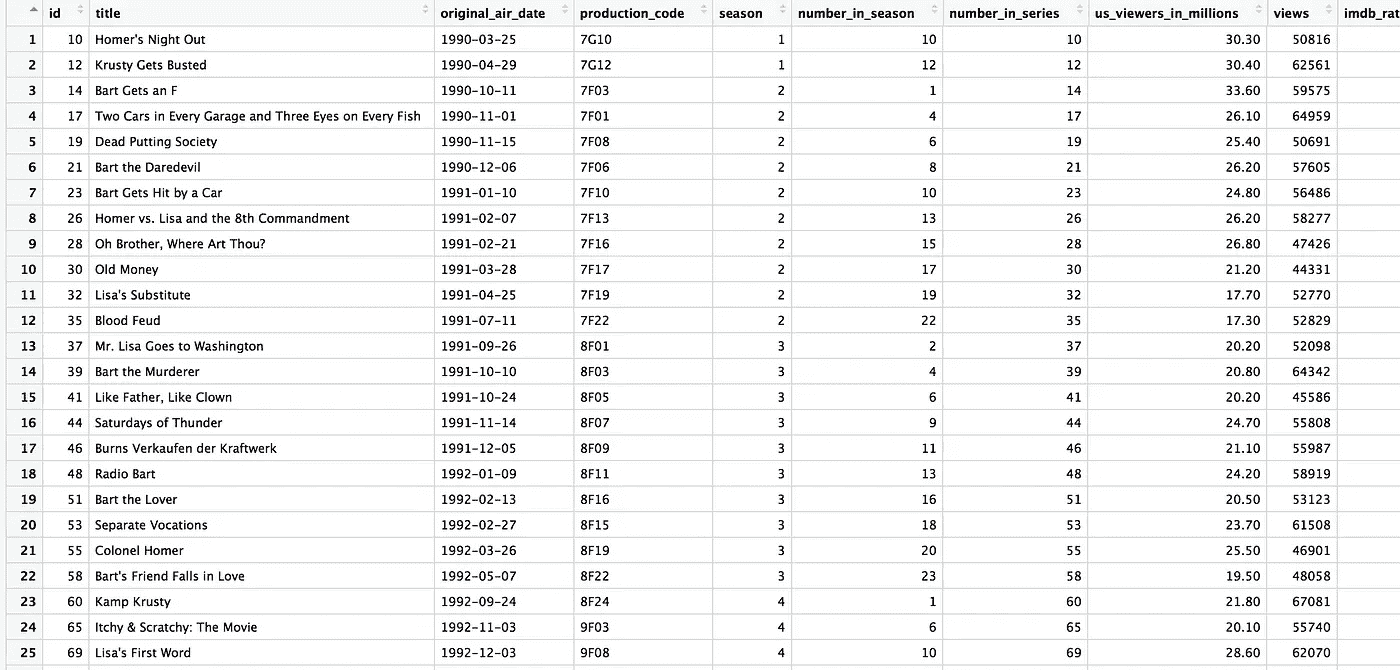 id title original_air_date production_code season number_in_season number_in_series us_viewers_in_millions views imdb_rat
1 10 Homer's Night Out 1990-03-25 7G10 1 10 10 30.30 50816
2 12 Krusty Gets Busted 1990-04-29 7G12 1 12 12 30.40 62561
3 14 Bart Gets an F 1990-10-11 7F03 2 1 14 33.60 59575
4 17 Two Cars in Every Garage and Three Eyes on Every Fish 1990-11-01 7F01 2 4 17 26.10 64959
5 19 Dead Putting Society 1990-11-15 7F08 2 6 19 25.40 50691
6 21 Bart the Daredevil 1990-12-06 7F06 2 8 21 26.20 57605
7 23 Bart Gets Hit by a Car 1991-01-10 7F10 2 10 23 24.80 56486
8 26 Homer vs. Lisa and the 8th Commandment 1991-02-07 7F13 2 13 26 26.20 58277
9 28 Oh Brother, Where Art Thou? 1991-02-21 7F16 2 15 28 26.80 47426
10 30 Old Money 1991-03-28 7F17 2 17 30 21.20 44331
11 32 Lisa's Substitute 1991-04-25 7F19 2 19 32 17.70 52770
12 35 Blood Feud 1991-07-11 7F22 2 22 35 17.30 52829
13 37 Mr. Lisa Goes to Washington 1991-09-26 8F01 3 2 37 20.20 52098
14 39 Bart the Murderer 1991-10-10 8F03 3 4 39 20.80 64342
15 41 Like Father, Like Clown 1991-10-24 8F05 3 6 41 20.20 45586
16 44 Saturdays of Thunder 1991-11-14 8F07 3 9 44 24.70 55808
17 46 Burns Verkaufen der Kraftwerk 1991-12-05 8F09 3 11 46 21.10 55987
18 48 Radio Bart 1992-01-09 8F11 3 13 48 24.20 58919
19 51 Bart the Lover 1992-02-13 8F16 3 16 51 20.50 53123
20 53 Separate Vocations 1992-02-27 8F15 3 18 53 23.70 61508
21 55 Colonel Homer 1992-03-26 8F19 3 20 55 25.50 46901
22 58 Bart's Friend Falls in Love 1992-05-07 8F22 3 23 58 19.50 48058
23 60 Kamp Krusty 1992-09-24 8F24 4 1 60 21.80 67081
24 65 Itchy & Scratchy: The Movie 1992-11-03 9F03 4 6 65 20.10 55740
25 69 Lisa's First Word 1992-12-03 9F08 4 10 69 28.60 62070